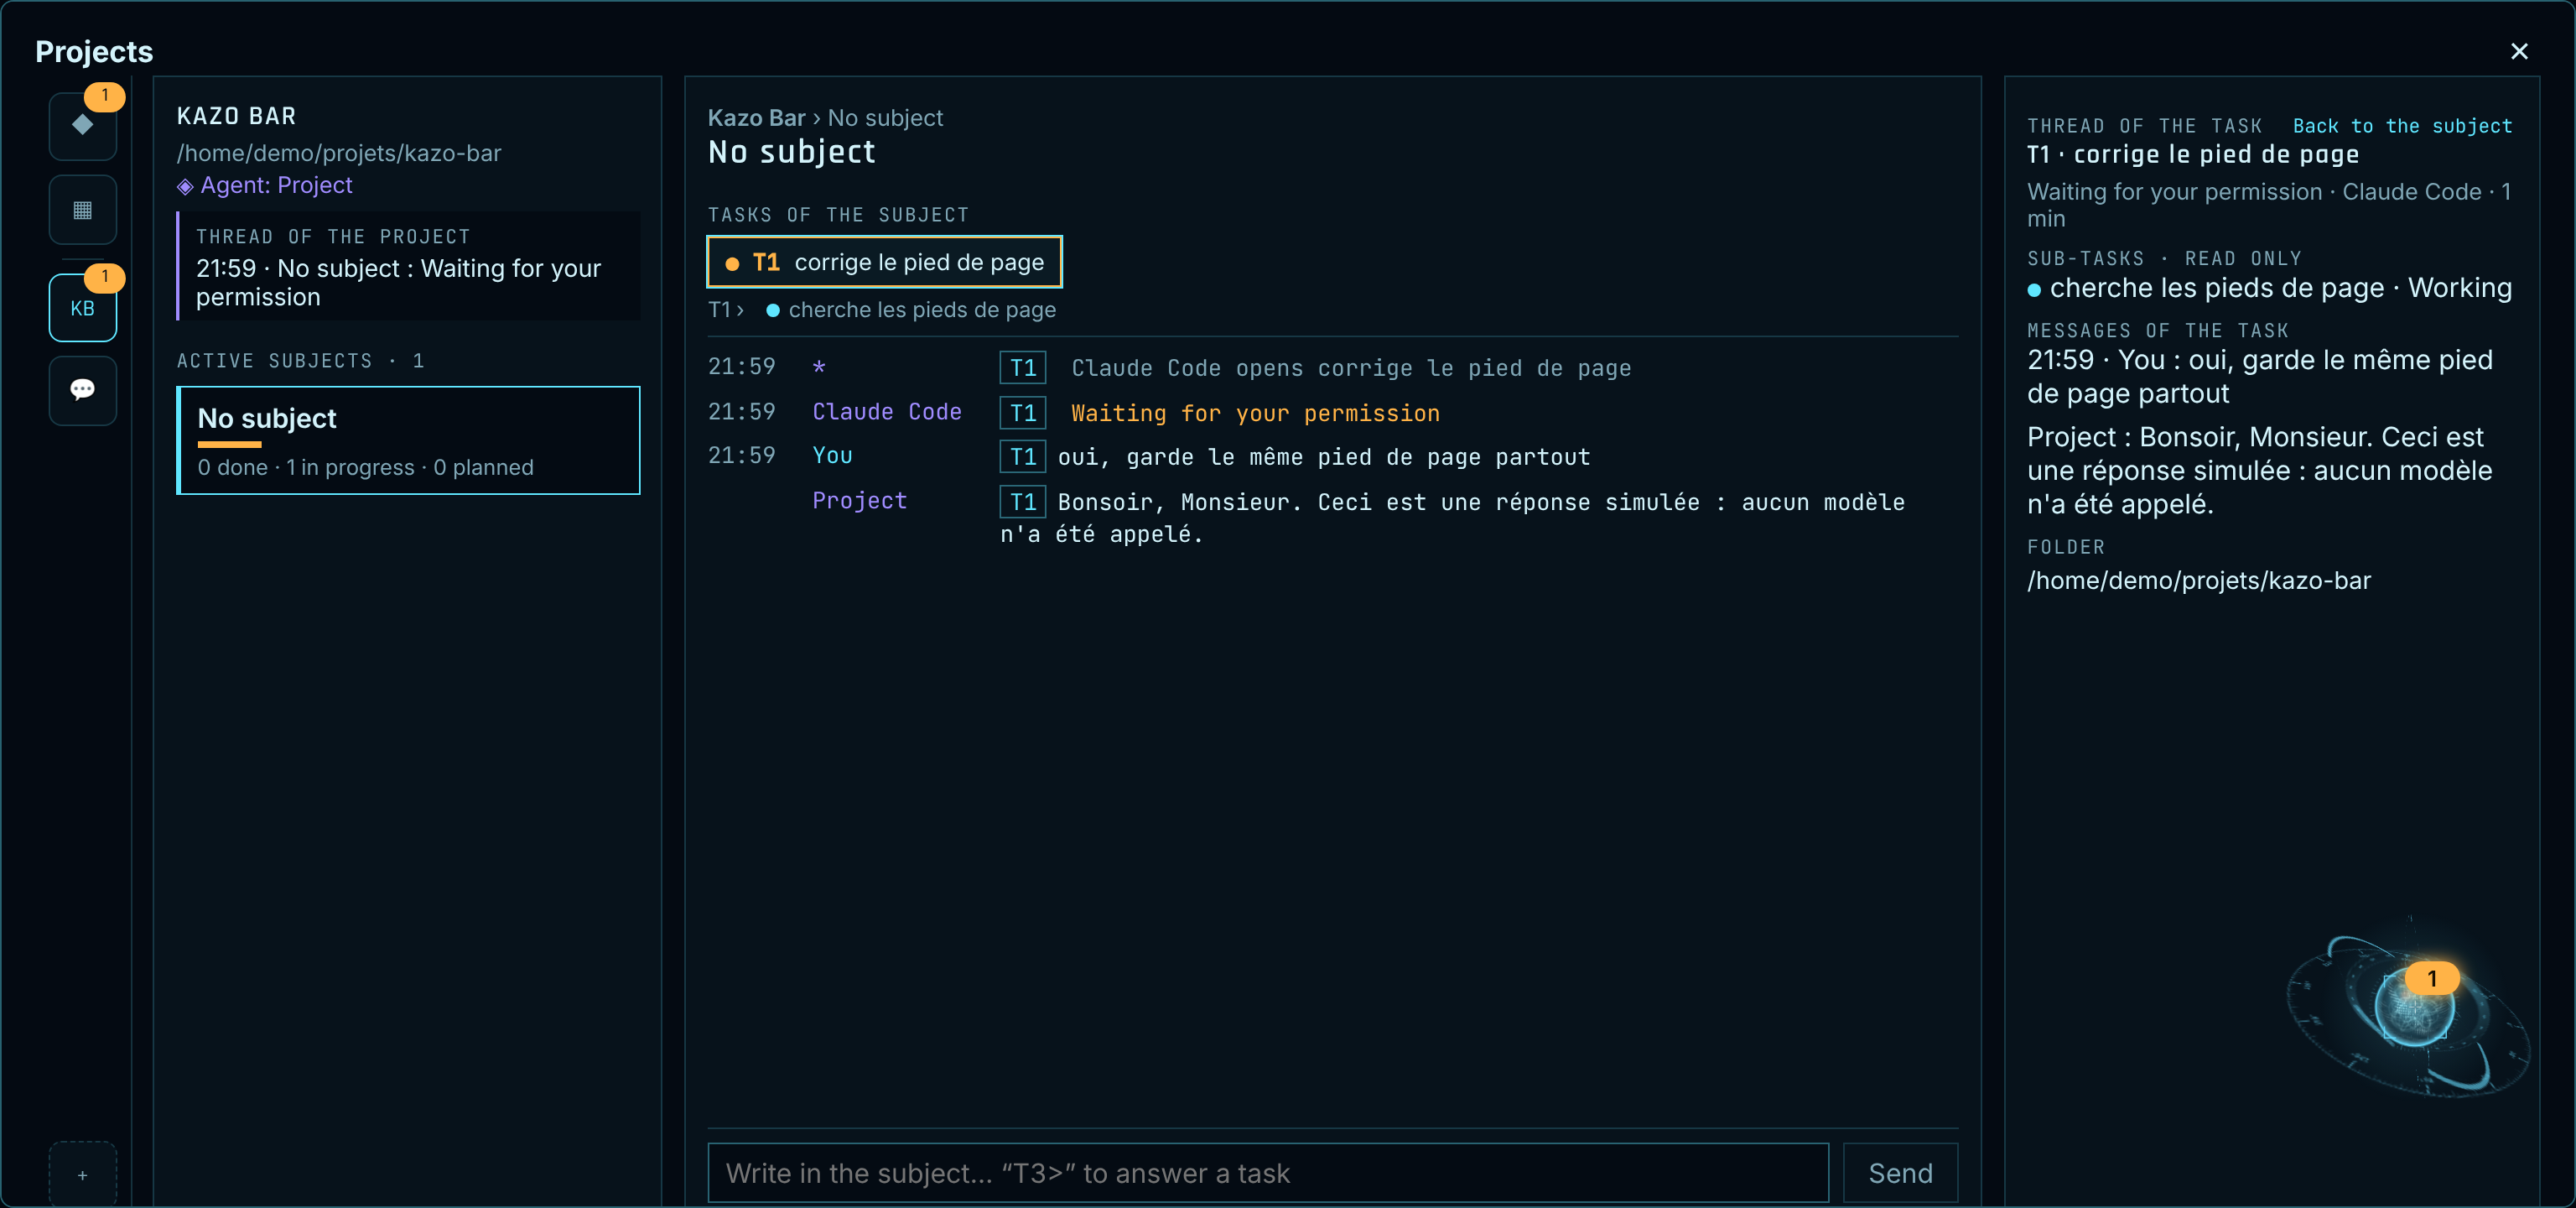 Projects
✕
1
1
KB
+
KAZO BAR
/home/demo/projets/kazo-bar
◈ Agent: Project
THREAD OF THE PROJECT
21:59 · No subject : Waiting for your
permission
ACTIVE SUBJECTS · 1
No subject
0 done · 1 in progress · 0 planned
Kazo Bar › No subject
No subject
TASKS OF THE SUBJECT
T1 corrige le pied de page
T1 › cherche les pieds de page
21:59 * T1 Claude Code opens corrige le pied de page
21:59 Claude Code T1 Waiting for your permission
21:59 You T1 oui, garde le même pied de page partout
Project T1 Bonsoir, Monsieur. Ceci est une réponse simulée : aucun modèle
n'a été appelé.
Write in the subject... “T3>” to answer a task
Send
THREAD OF THE TASK Back to the subject
T1 · corrige le pied de page
Waiting for your permission · Claude Code · 1
min
SUB-TASKS · READ ONLY
cherche les pieds de page · Working
MESSAGES OF THE TASK
21:59 · You : oui, garde le même pied
de page partout
Project : Bonsoir, Monsieur. Ceci est
une réponse simulée : aucun modèle
n'a été appelé.
FOLDER
/home/demo/projets/kazo-bar
1